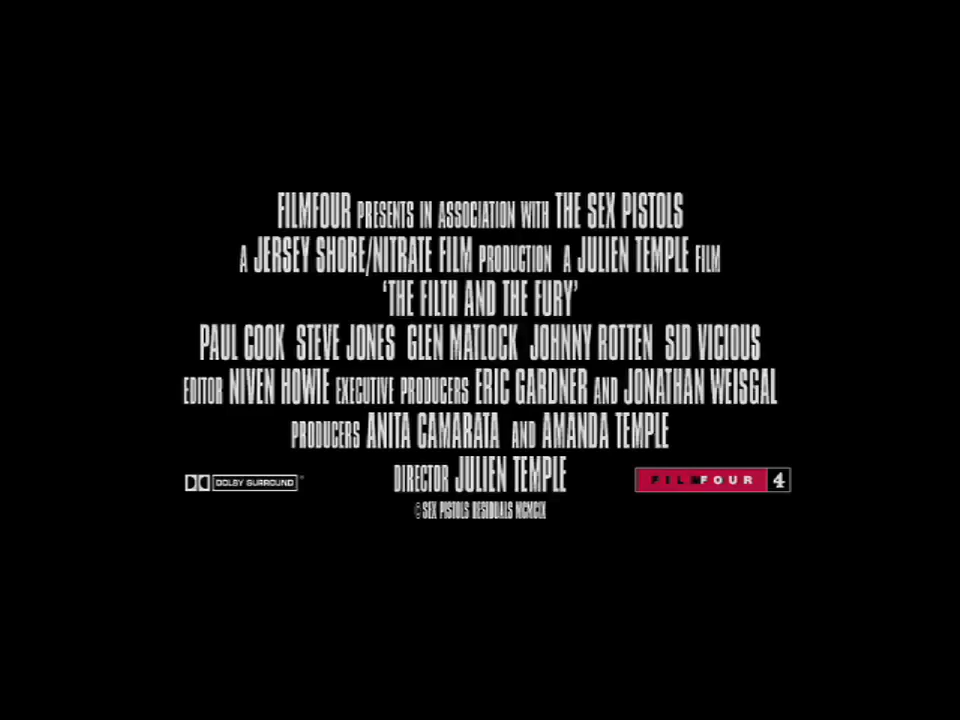 FILMFOUR PRESENTS IN ASSOCIATION WITH THE SEX PISTOLS
A JERSEY SHORE/NITRATE FILM PRODUCTION A JULIEN TEMPLE FILM
'THE FILTH AND THE FURY'
PAUL COOK STEVE JONES GLEN MATLOCK JOHNNY ROTTEN SID VICIOUS
EDITOR NIVEN HOWIE EXECUTIVE PRODUCERS ERIC GARDNER AND JONATHAN WEISGAL
PRODUCERS ANITA CAMARATA AND AMANDA TEMPLE
DIRECTOR JULIEN TEMPLE
DOLBY SURROUND
FILMFOUR 4
© SEX PISTOLS RESIDUALS MCMXCIX